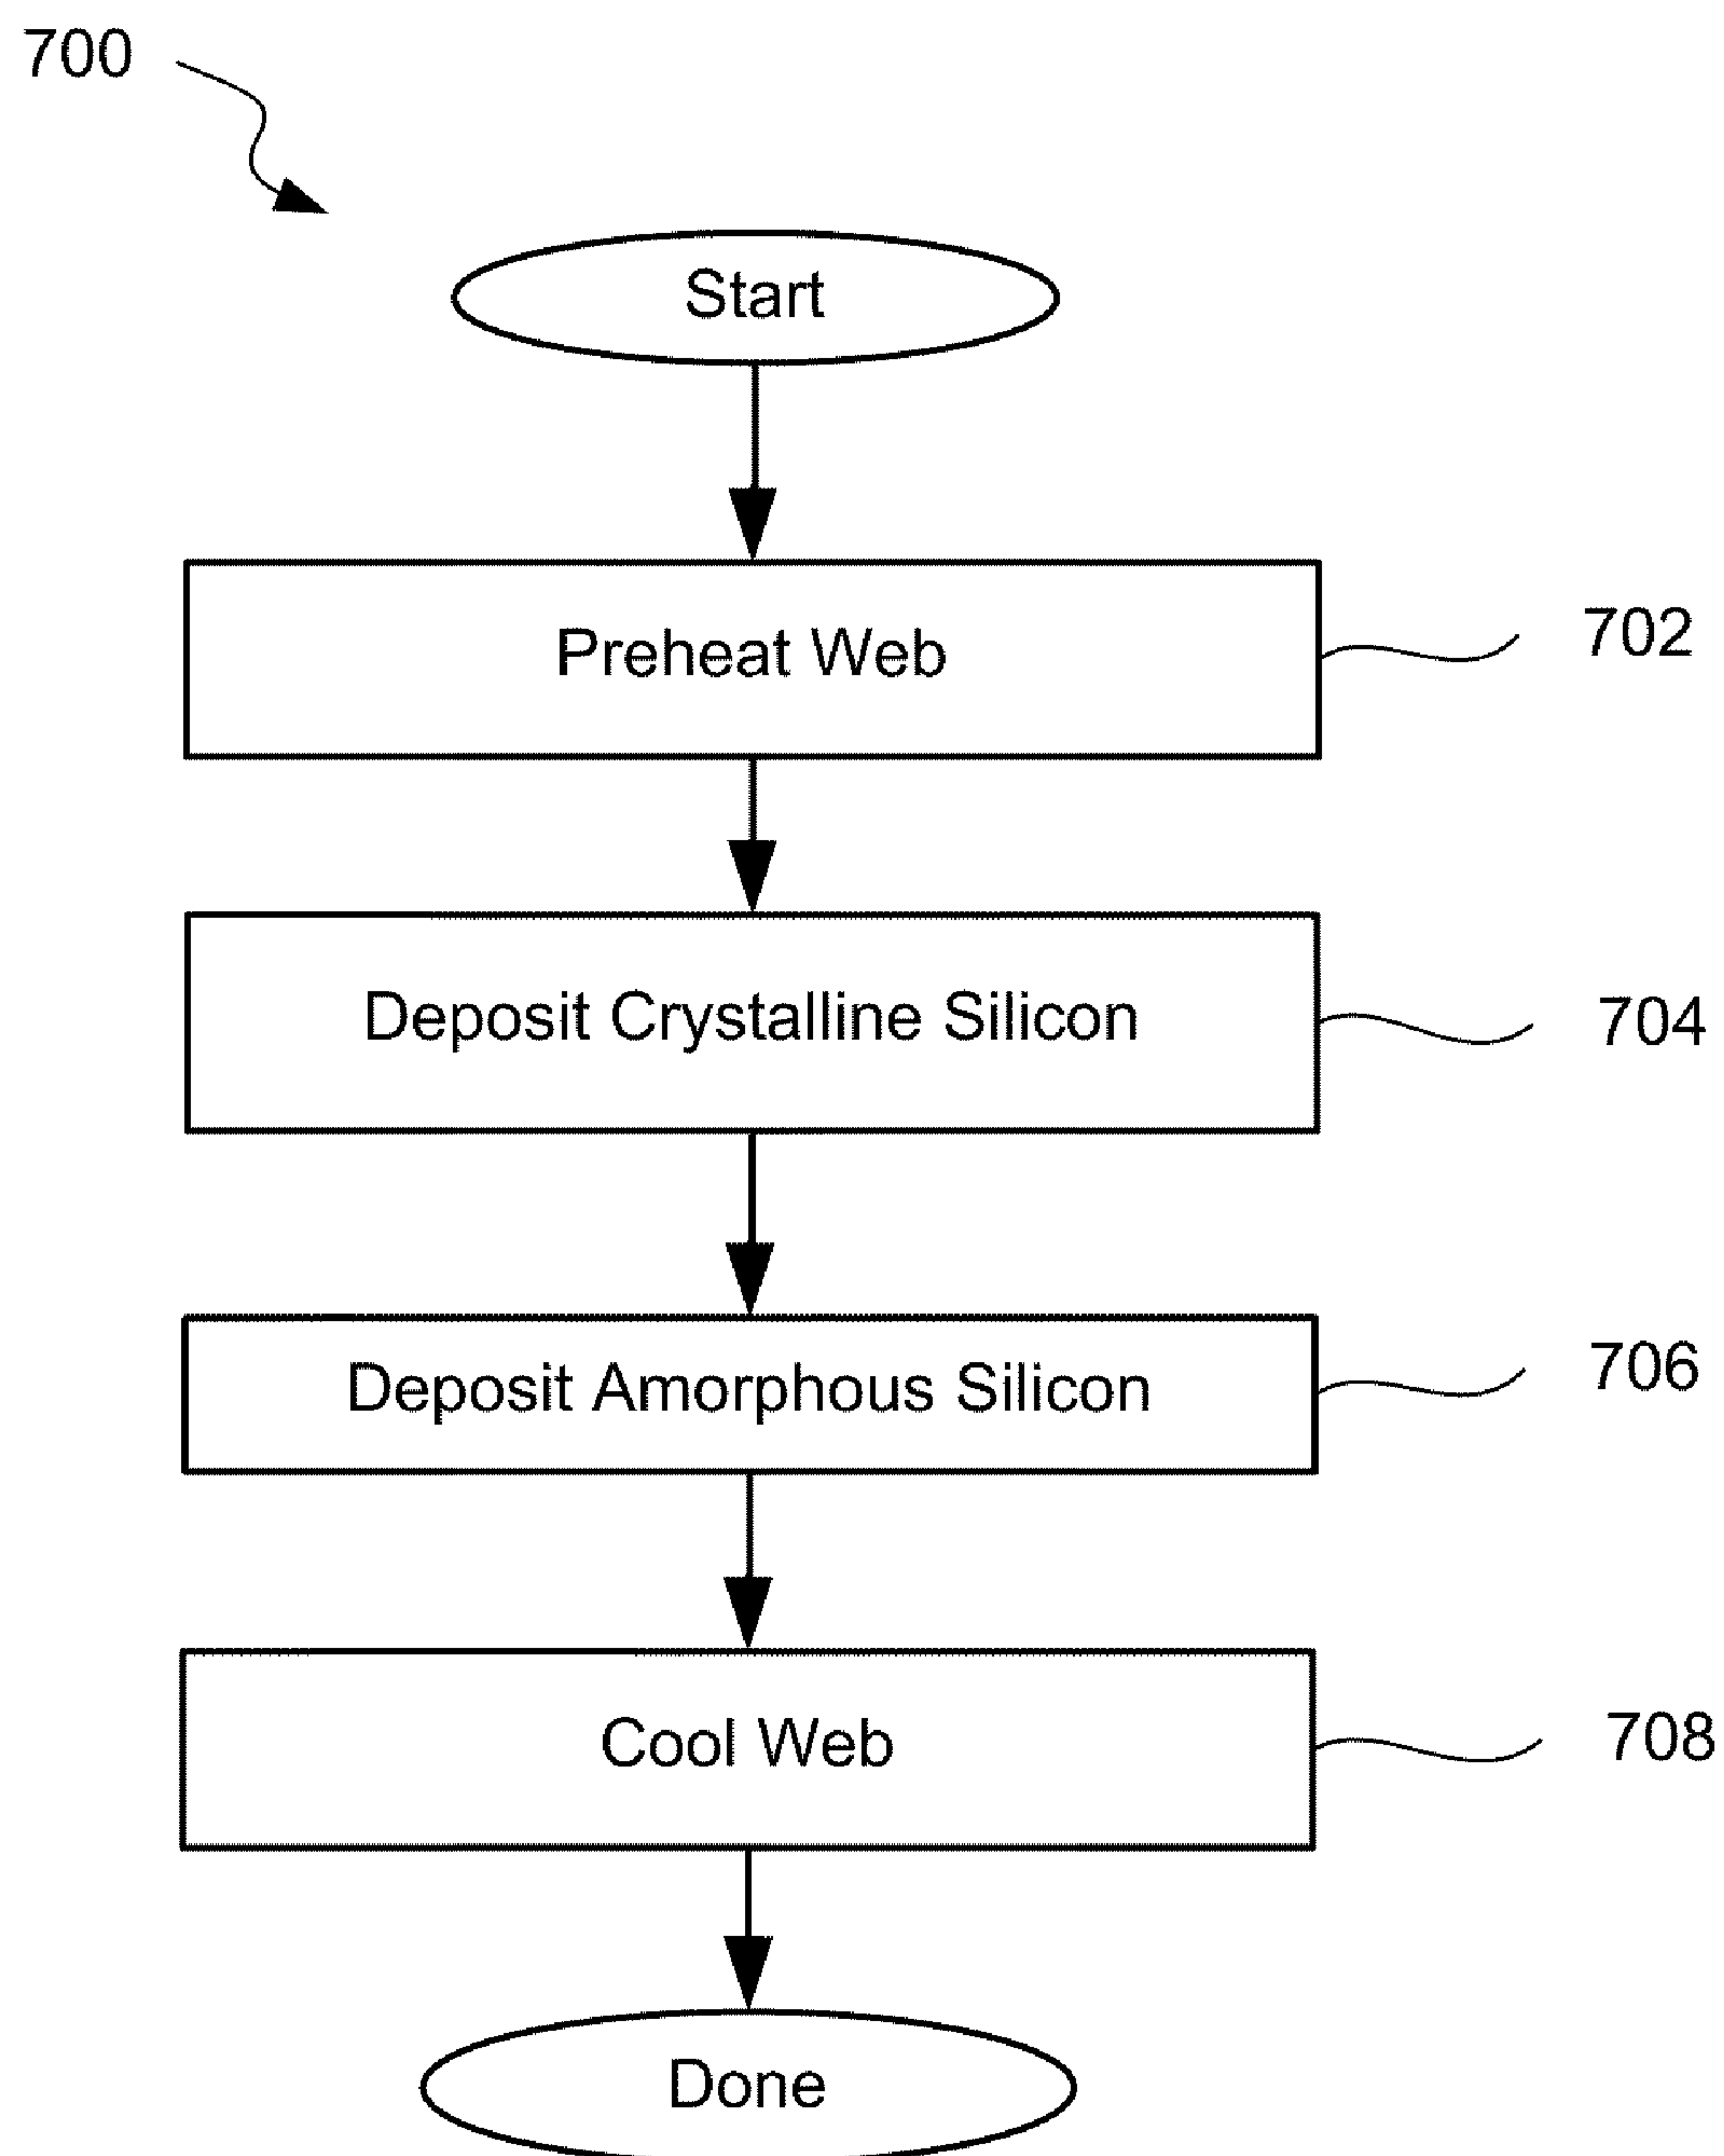 700
Start
Preheat Web
702
Deposit Crystalline Silicon
704
Deposit Amorphous Silicon
706
Cool Web
708
Done